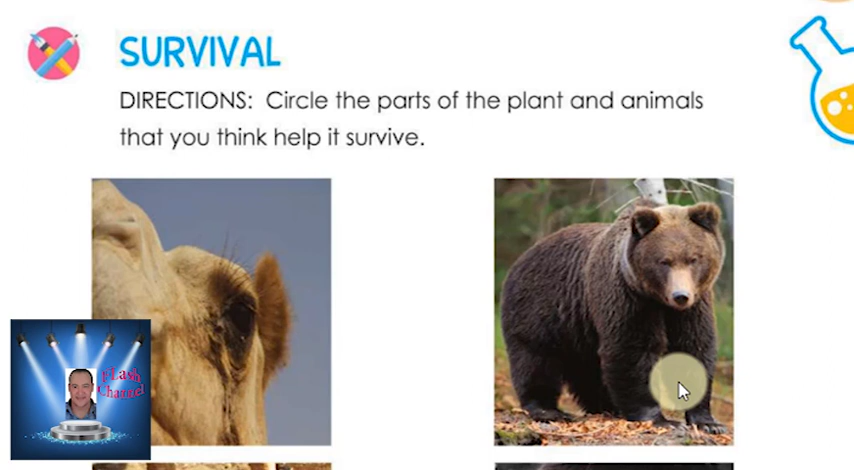 SURVIVAL
DIRECTIONS: Circle the parts of the plant and animals
that you think help it survive.
Flash
Channel